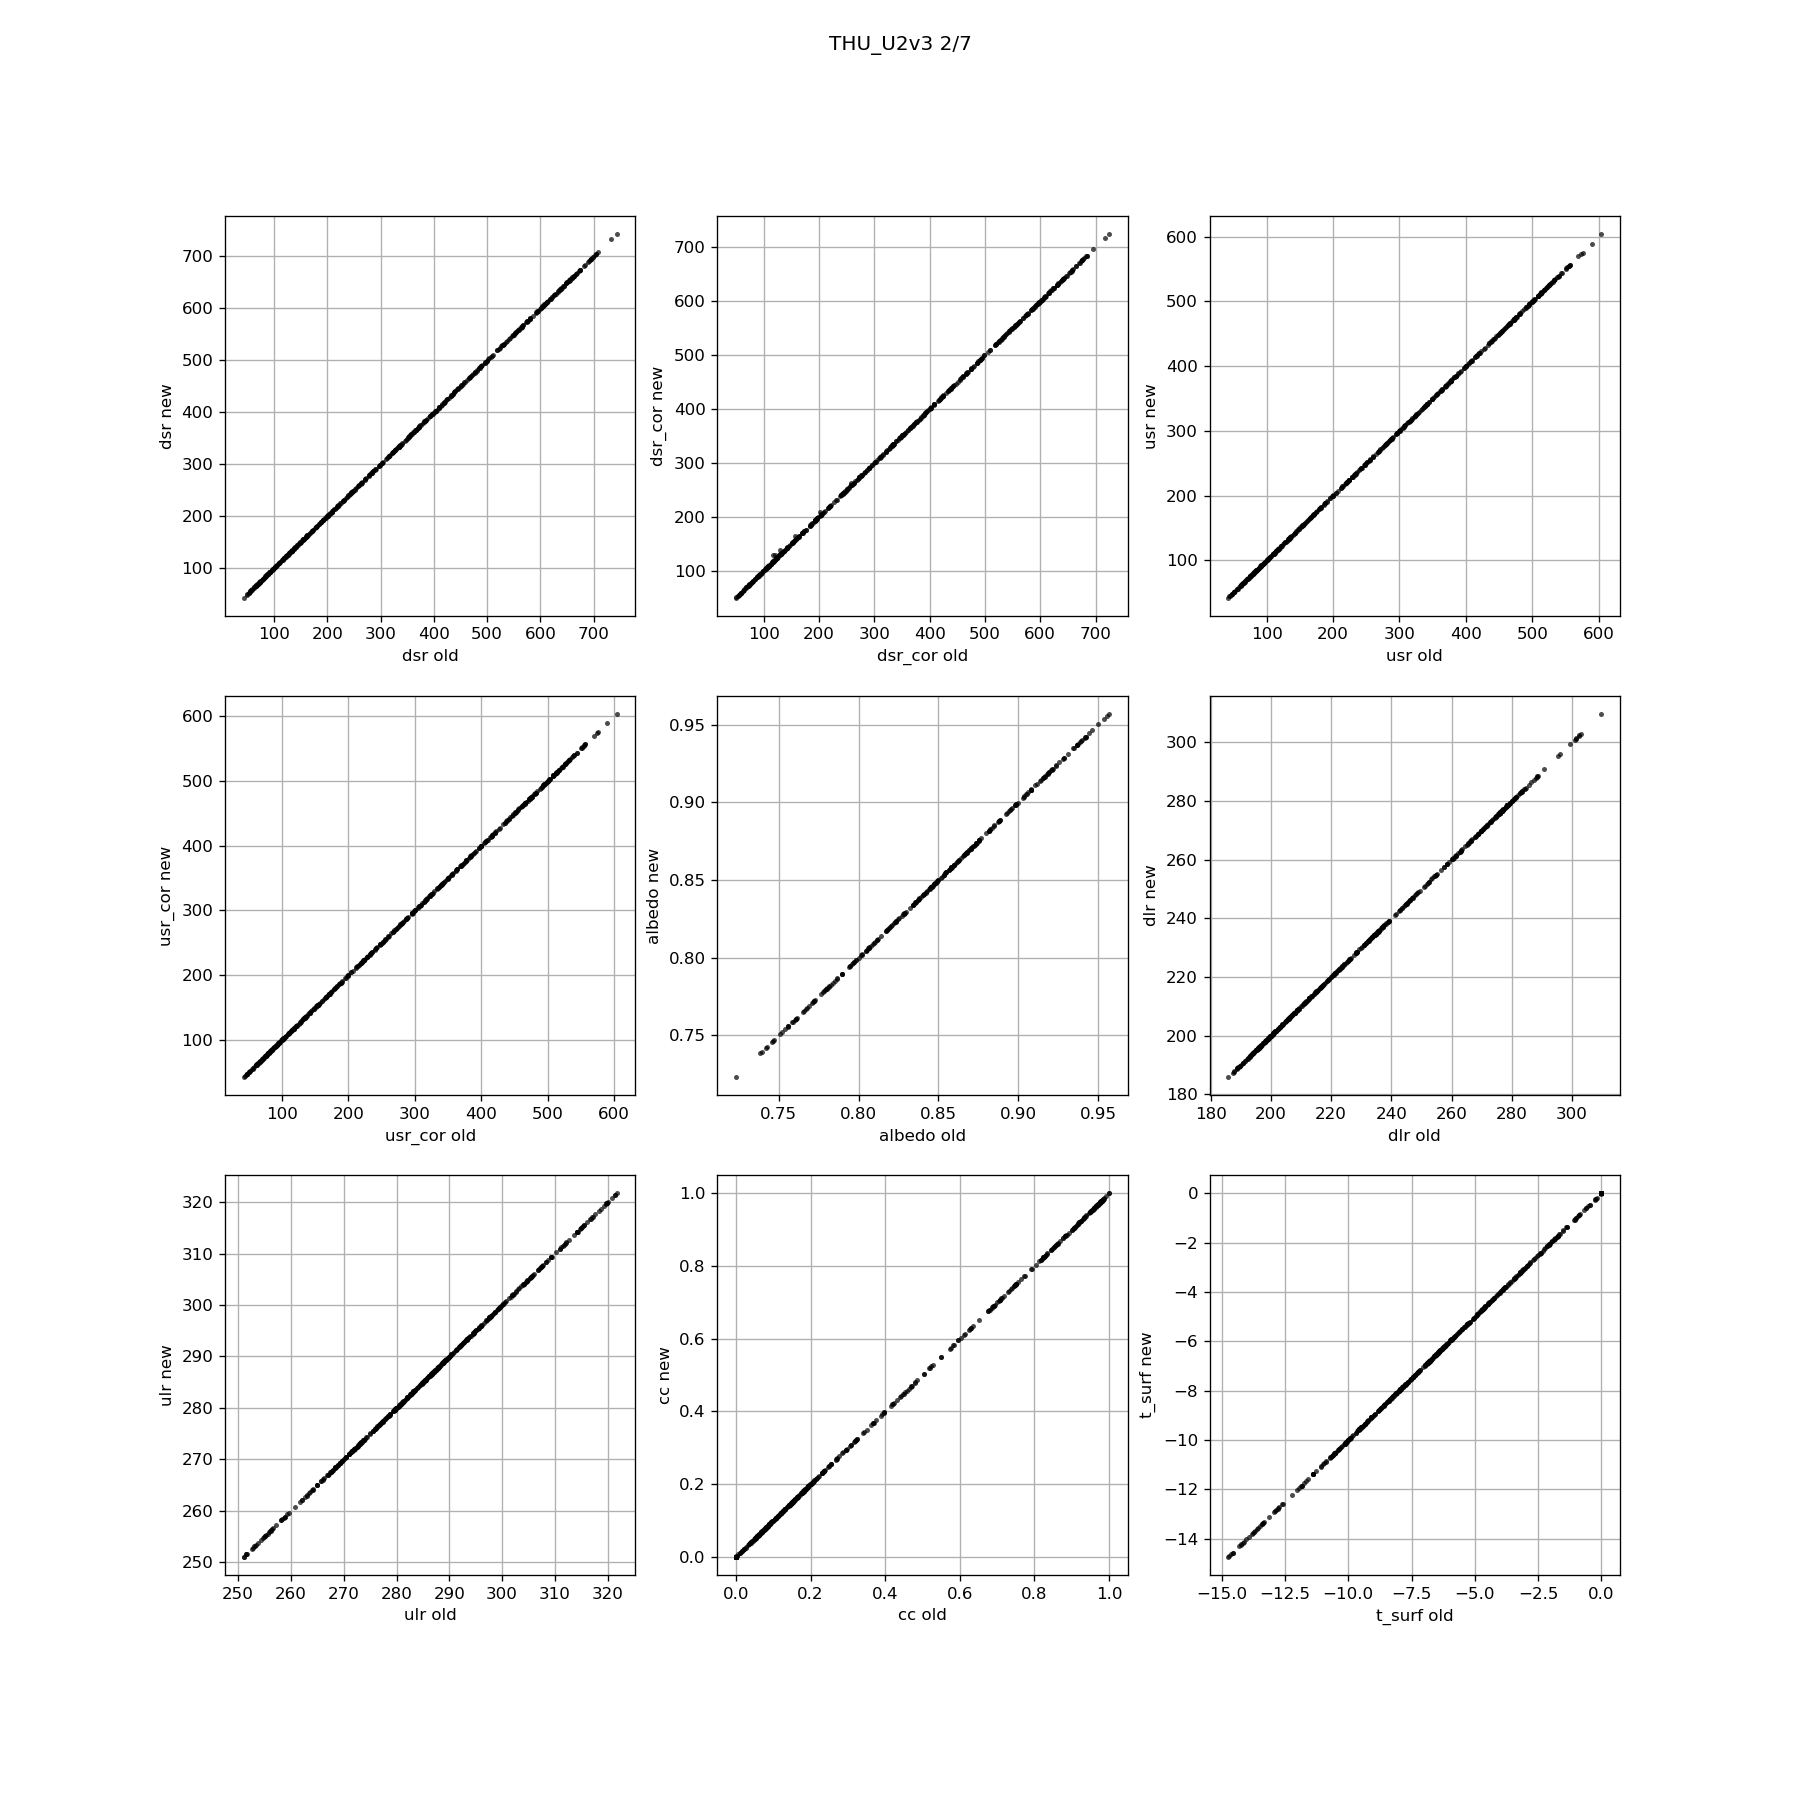 THU_U2v3 2/7
700
600
500
400
300
200
100
dsr new
100 200 300 400 500 600 700
dsr old
700
600
500
400
300
200
100
dsr_cor new
100 200 300 400 500 600 700
dsr_cor old
600
500
400
300
200
100
usr new
100 200 300 400 500 600
usr old
600
500
400
300
200
100
usr_cor new
100 200 300 400 500 600
usr_cor old
0.95
0.90
0.85
0.80
0.75
albedo new
0.75 0.80 0.85 0.90 0.95
albedo old
300
280
260
240
220
200
180
dlr new
180 200 220 240 260 280 300
dlr old
320
310
300
290
280
270
260
250
ulr new
250 260 270 280 290 300 310 320
ulr old
1.0
0.8
0.6
0.4
0.2
0.0
cc new
0.0 0.2 0.4 0.6 0.8 1.0
cc old
0
−2
−4
−6
−8
−10
−12
−14
t_surf new
−15.0 −12.5 −10.0 −7.5 −5.0 −2.5 0.0
t_surf old